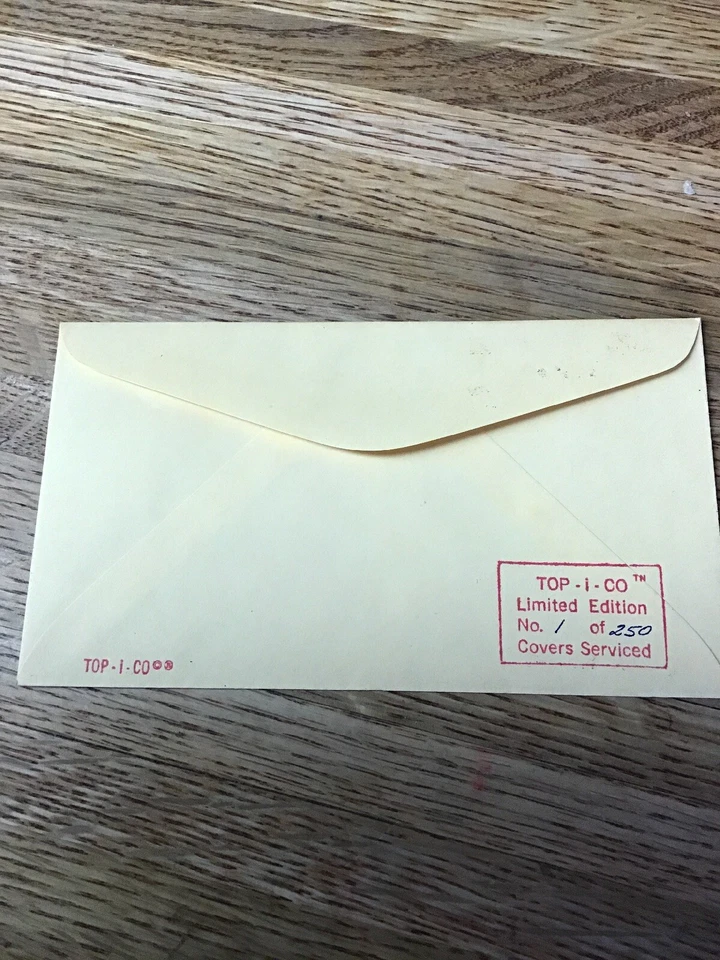 TOP-i-CO™
Limited Edition
No. 1 of 250
Covers Serviced
TOP-i-CO©®